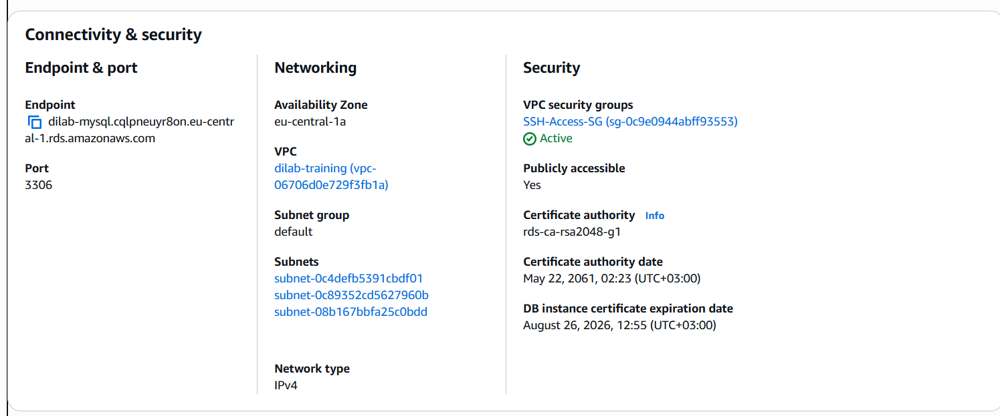 Connectivity & security
Endpoint & port
Endpoint
dilab-mysql.cqlpneuyr8on.eu-centr
al-1.rds.amazonaws.com
Port
3306
Networking
Availability Zone
eu-central-1a
VPC
dilab-training (vpc-
06706d0e729f3fb1a)
Subnet group
default
Subnets
subnet-0c4defb5391cbdf01
subnet-0c89352cd5627960b
subnet-08b167bbfa25c0bdd
Network type
IPv4
Security
VPC security groups
SSH-Access-SG (sg-0c9e0944abff93553)
Active
Publicly accessible
Yes
Certificate authority Info
rds-ca-rsa2048-g1
Certificate authority date
May 22, 2061, 02:23 (UTC+03:00)
DB instance certificate expiration date
August 26, 2026, 12:55 (UTC+03:00)